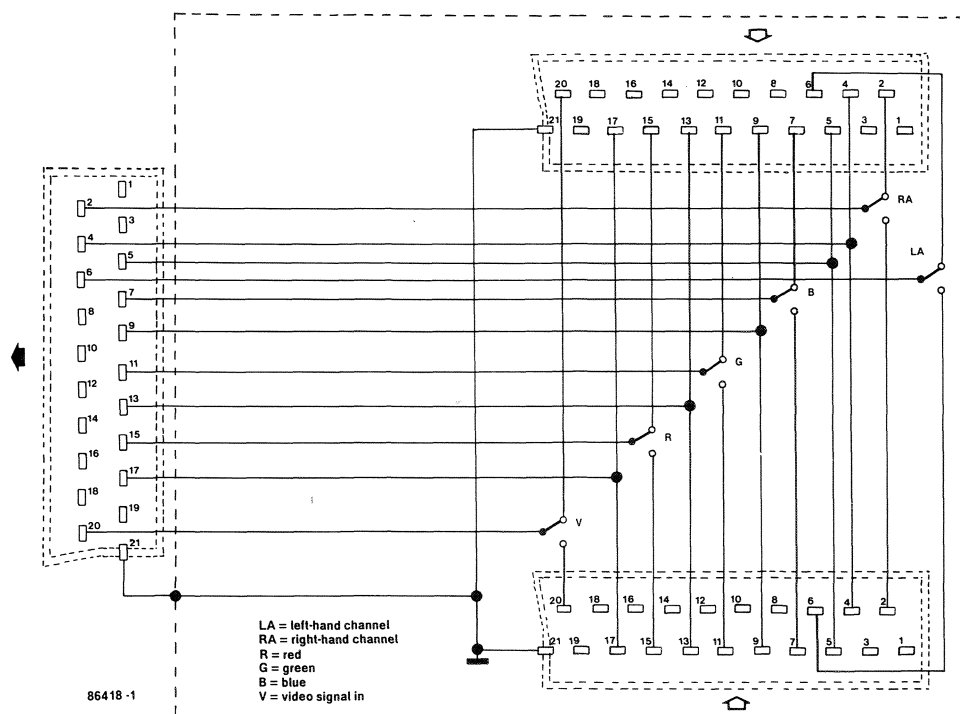 20 18 16 14 12 10 8 6 4 2
21 19 17 15 13 11 9 7 5 3 1
1
2
3
4
5
6
7
8
9
10
11
12
13
14
15
16
17
18
19
20
21
RA
LA
B
G
R
V
20 18 16 14 12 10 8 6 4 2
21 19 17 15 13 11 9 7 5 3 1
LA = left-hand channel
RA = right-hand channel
R = red
G = green
B = blue
V = video signal in
86418 -1